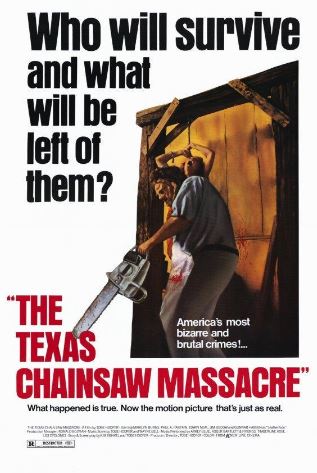 Who will survive
and what
will be
left of
them?
America's most
bizarre and
brutal crimes!...
"THE
TEXAS
CHAINSAW MASSACRE"
What happened is true. Now the motion picture that's just as real.
R RESTRICTED